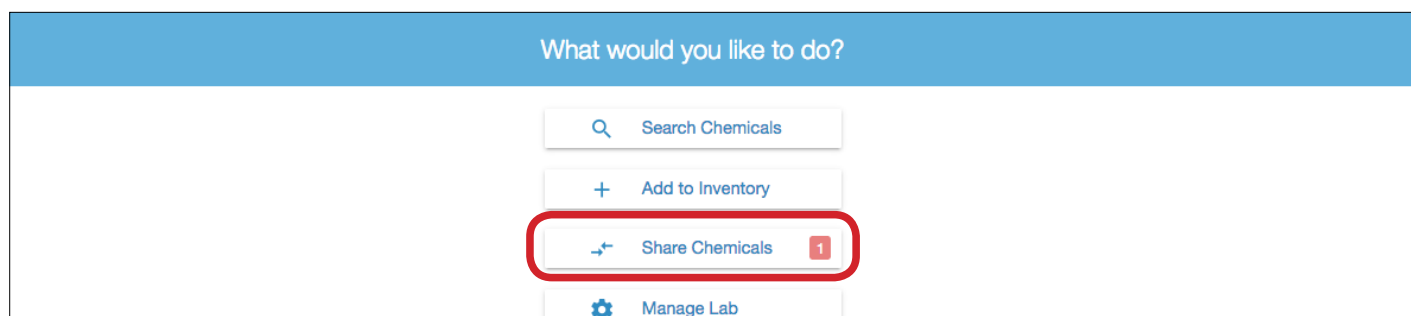 What would you like to do?
Search Chemicals
Add to Inventory
Share Chemicals 1
Manage Lab